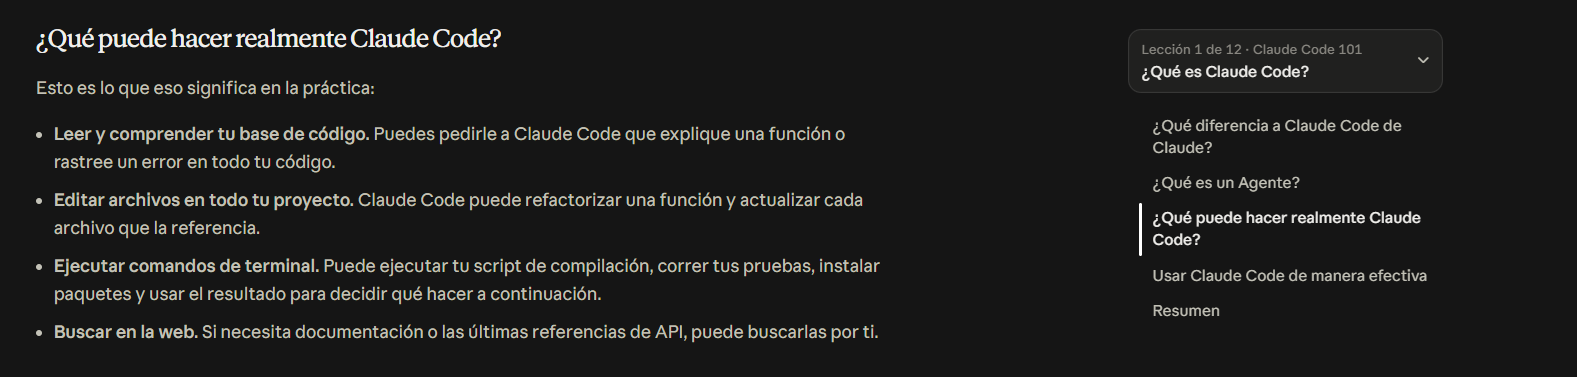 ¿Qué puede hacer realmente Claude Code?
Esto es lo que eso significa en la práctica:
• Leer y comprender tu base de código. Puedes pedirle a Claude Code que explique una función o
rastree un error en todo tu código.
• Editar archivos en todo tu proyecto. Claude Code puede refactorizar una función y actualizar cada
archivo que la referencia.
• Ejecutar comandos de terminal. Puede ejecutar tu script de compilación, correr tus pruebas, instalar
paquetes y usar el resultado para decidir qué hacer a continuación.
• Buscar en la web. Si necesita documentación o las últimas referencias de API, puede buscarlas por ti.
Lección 1 de 12 · Claude Code 101
¿Qué es Claude Code?
¿Qué diferencia a Claude Code de
Claude?
¿Qué es un Agente?
¿Qué puede hacer realmente Claude
Code?
Usar Claude Code de manera efectiva
Resumen